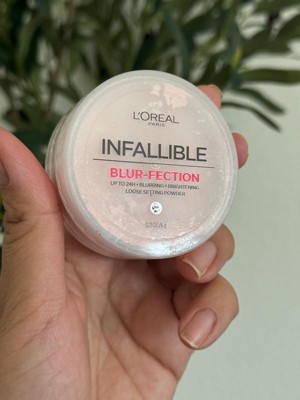 L'ORÉAL
PARIS
INFALLIBLE
BLUR-FECTION
UP TO 24H • BLURRING + BRIGHTENING
LOOSE SETTING POWDER